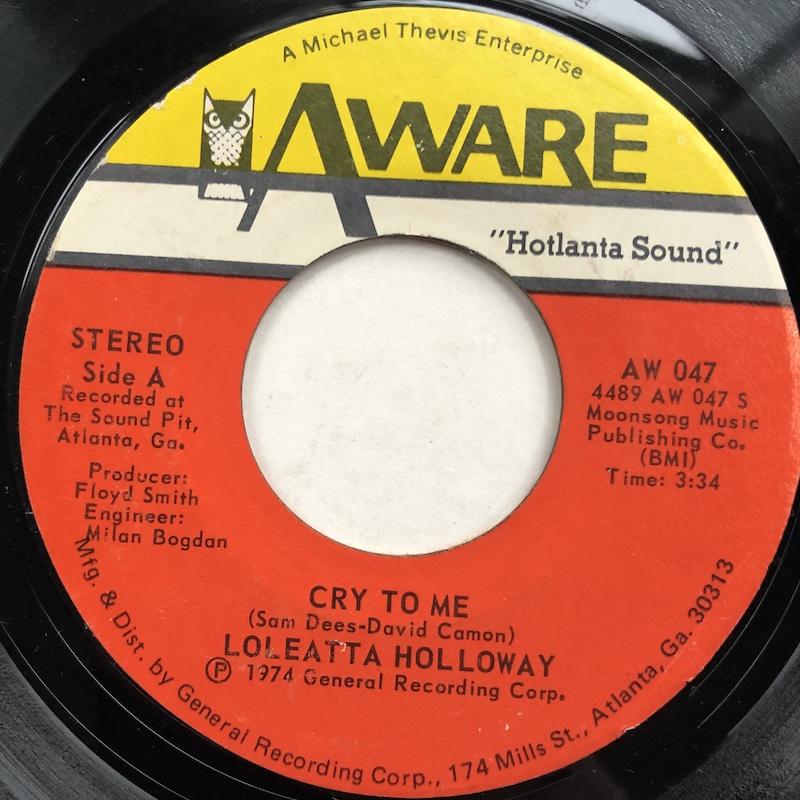 A Michael Thevis Enterprise
AWARE
"Hotlanta Sound"
STEREO
Side A
Recorded at
The Sound Pit,
Atlanta, Ga.
Producer:
Floyd Smith
Engineer:
Milan Bogdan
AW 047
4489 AW 047 S
Moonsong Music
Publishing Co.
(BMI)
Time: 3:34
CRY TO ME
(Sam Dees-David Camon)
LOLEATTA HOLLOWAY
Ⓟ 1974 General Recording Corp.
Mfg. & Dist. by General Recording Corp., 174 Mills St., Atlanta, Ga. 30313